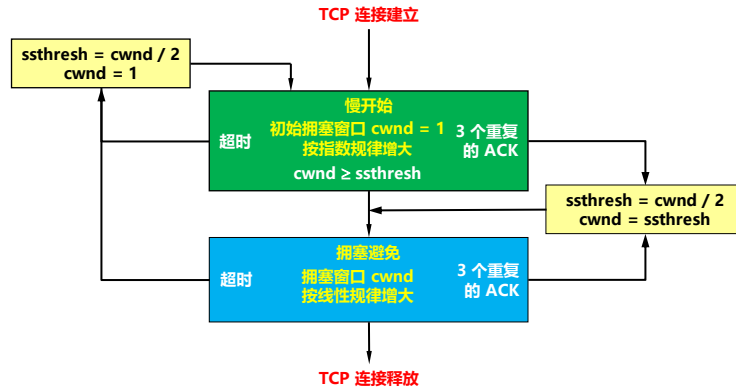 TCP 连接建立
ssthresh = cwnd / 2
cwnd = 1
慢开始
超时
初始拥塞窗口 cwnd = 1
按指数规律增大
3 个重复
的 ACK
cwnd ≥ ssthresh
ssthresh = cwnd / 2
cwnd = ssthresh
拥塞避免
超时
拥塞窗口 cwnd
按线性规律增大
3 个重复
的 ACK
TCP 连接释放